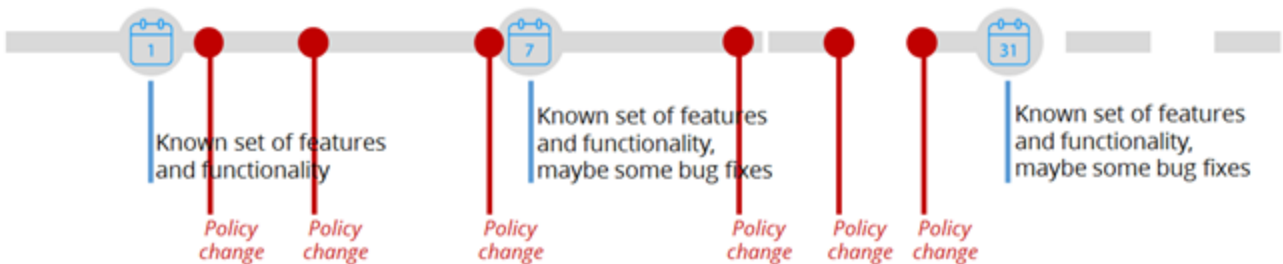 1
7
31
Known set of features
and functionality
Known set of features
and functionality,
maybe some bug fixes
Known set of features
and functionality,
maybe some bug fixes
Policy
change
Policy
change
Policy
change
Policy
change
Policy
change
Policy
change